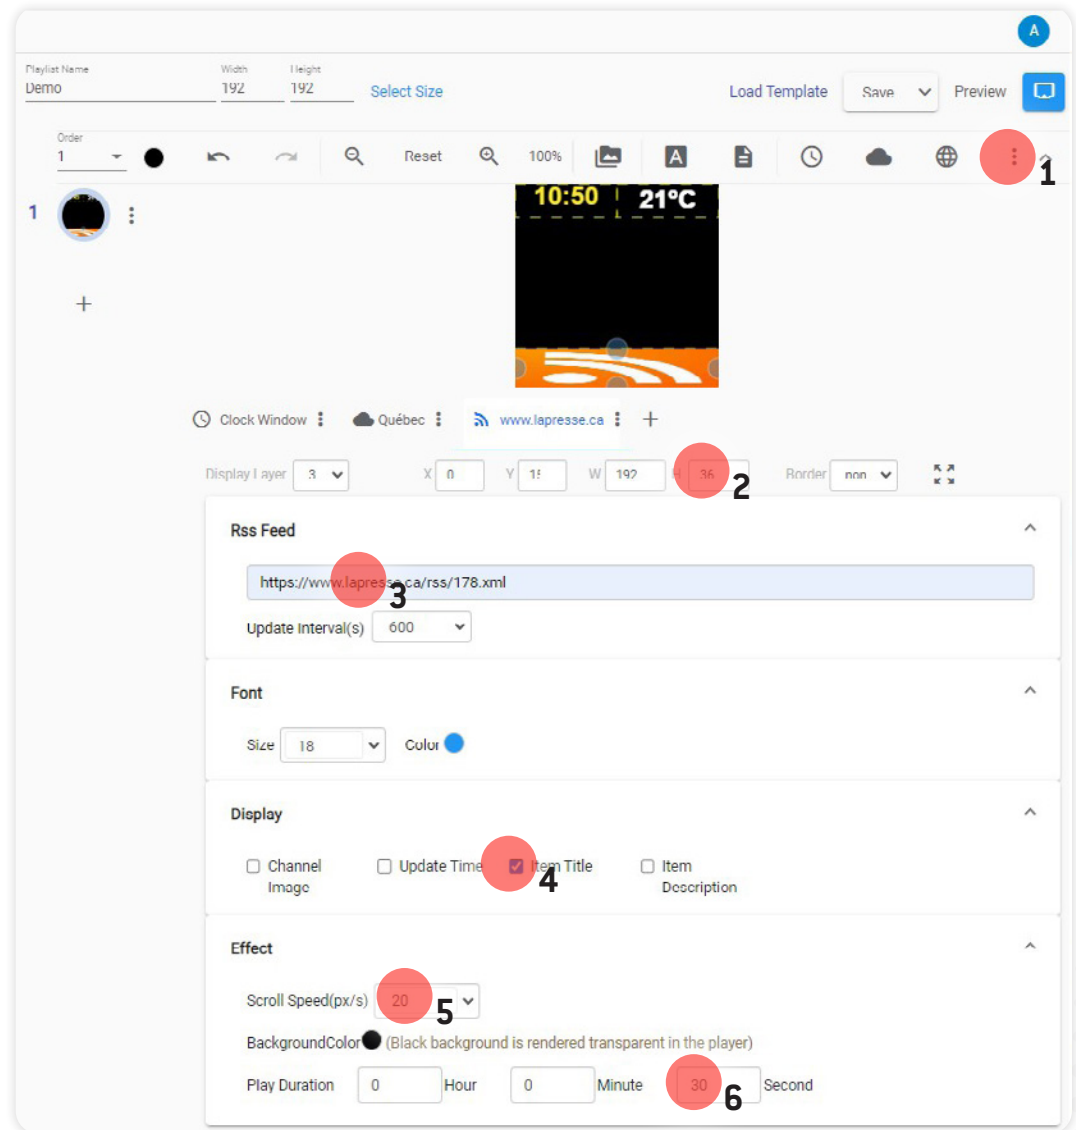 A
Playlist Name
Width
Height
Demo
192
192
Select Size
Load Template
Save
Preview
Order
1
Reset
100%
A
1
1
10:50
21°C
Clock Window
Québec
www.lapresse.ca
Display Layer 3 X 0 Y 15 W 192 H 36 Border non
2
Rss Feed
https://www.lapresse.ca/rss/178.xml
3
Update Interval(s) 600
Font
Size 18 Color
Display
Channel Image
Update Time
Item Title
4
Item Description
Effect
Scroll Speed(px/s) 20
5
BackgroundColor (Black background is rendered transparent in the player)
Play Duration 0 Hour 0 Minute 30 Second
6